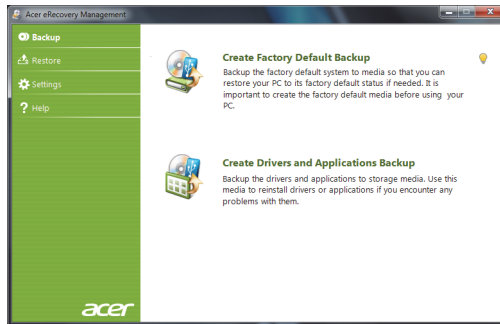 Acer eRecovery Management
Backup
Restore
Settings
Help
Create Factory Default Backup
Backup the factory default system to media so that you can
restore your PC to its factory default status if needed. It is
important to create the factory default media before using your
PC.
Create Drivers and Applications Backup
Backup the drivers and applications to storage media. Use this
media to reinstall drivers or applications if you encounter any
problems with them.
acer